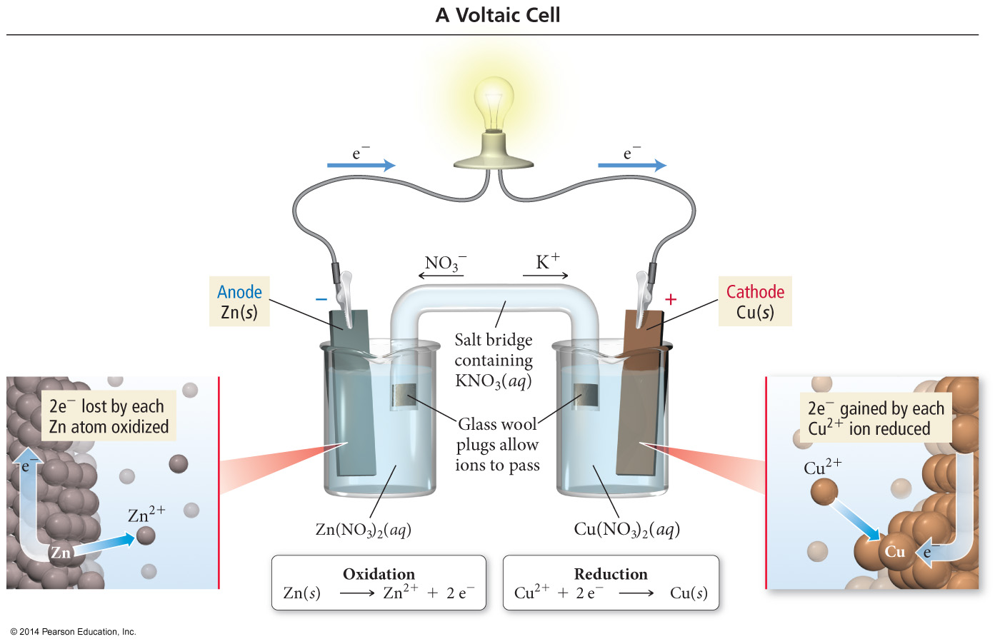 A Voltaic Cell
e⁻
e⁻
NO₃⁻
K⁺
Anode
Zn(s)
−
+
Cathode
Cu(s)
Salt bridge
containing
KNO₃(aq)
Glass wool
plugs allow
ions to pass
2e⁻ lost by each
Zn atom oxidized
e⁻
Zn²⁺
Zn
2e⁻ gained by each
Cu²⁺ ion reduced
Cu²⁺
Cu
e⁻
Zn(NO₃)₂(aq)
Cu(NO₃)₂(aq)
Oxidation
Zn(s) ⟶ Zn²⁺ + 2 e⁻
Reduction
Cu²⁺ + 2 e⁻ ⟶ Cu(s)
© 2014 Pearson Education, Inc.